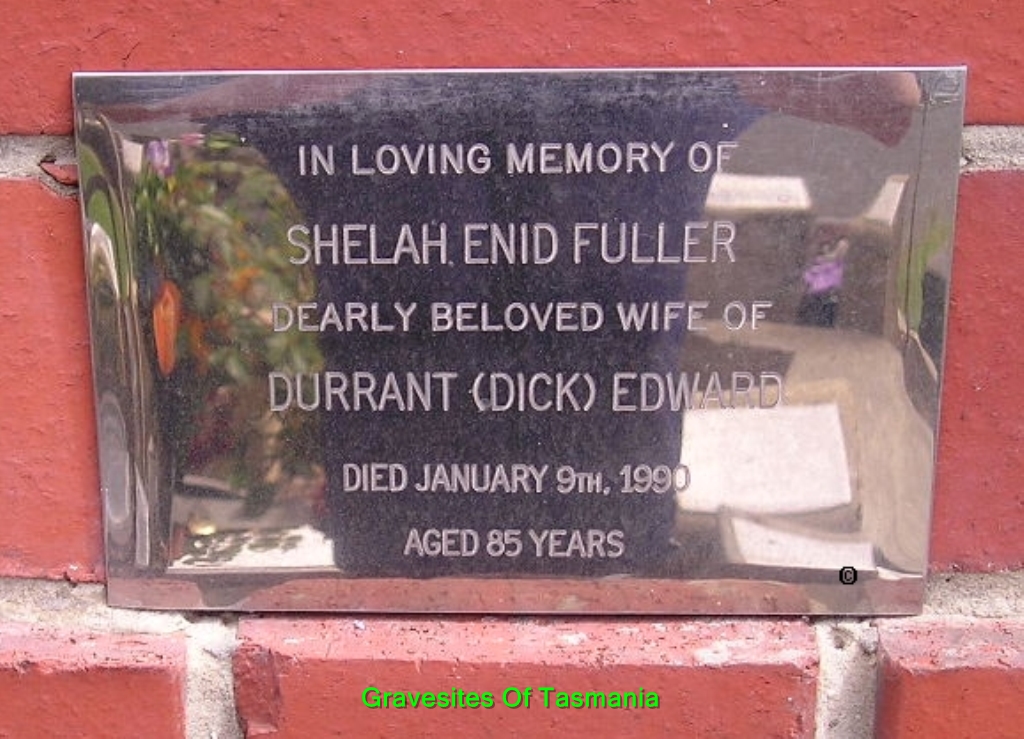 IN LOVING MEMORY OF
SHELAH ENID FULLER
DEARLY BELOVED WIFE OF
DURRANT (DICK) EDWARD
DIED JANUARY 9TH, 1990
AGED 85 YEARS
©
Gravesites Of Tasmania